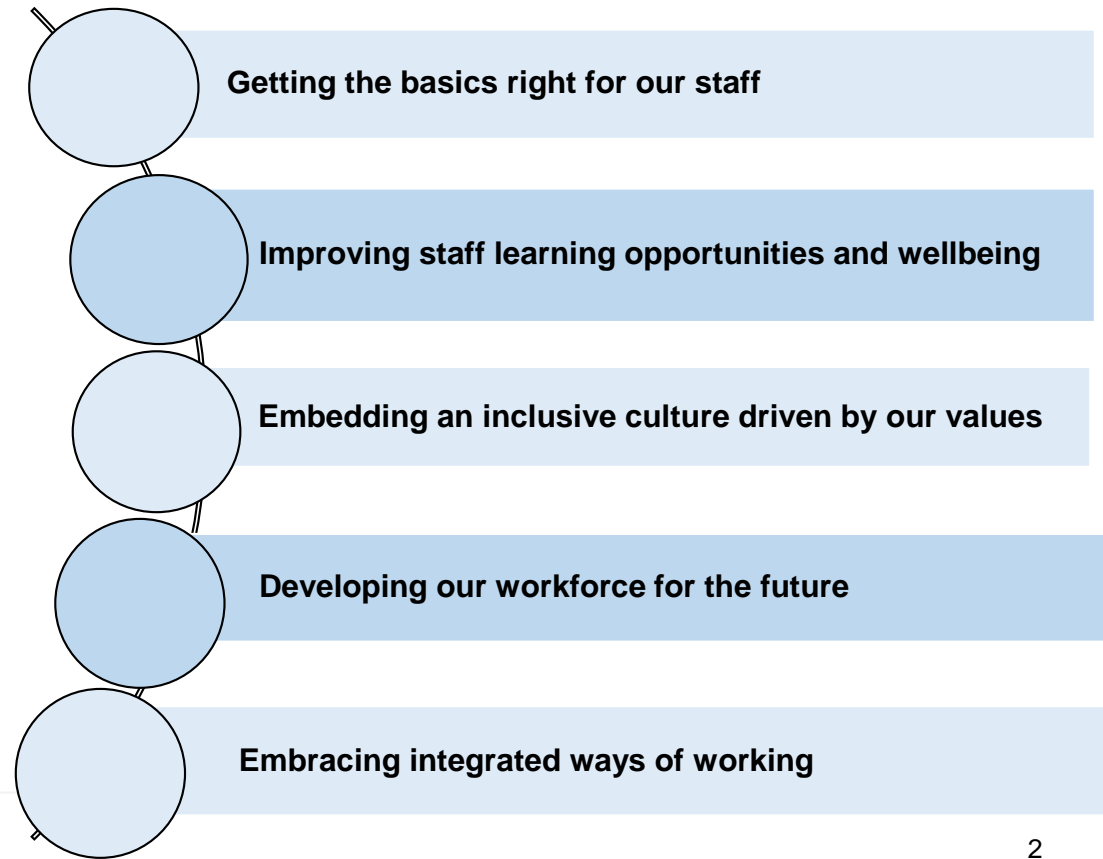 Getting the basics right for our staff
Improving staff learning opportunities and wellbeing
Embedding an inclusive culture driven by our values
Developing our workforce for the future
Embracing integrated ways of working
2